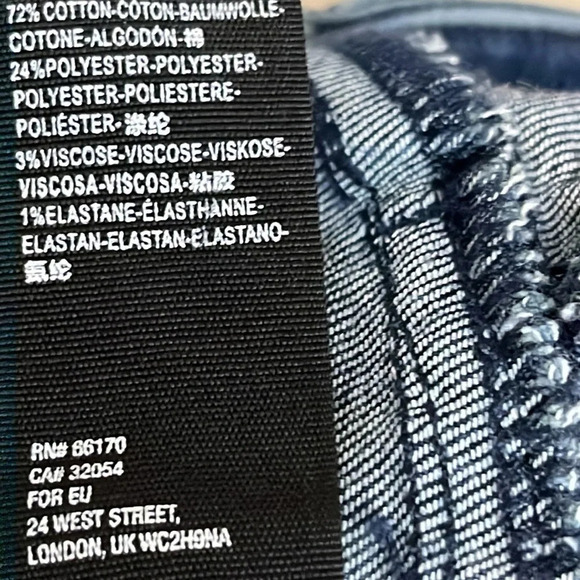 72% COTTON-COTON-BAUMWOLLE-
COTONE-ALGODÓN-棉
24%POLYESTER-POLYESTER-
POLYESTER-POLIESTERE-
POLIÉSTER-涤纶
3%VISCOSE-VISCOSE-VISKOSE-
VISCOSA-VISCOSA-粘胶
1%ELASTANE-ÉLASTHANNE-
ELASTAN-ELASTAN-ELASTANO-
氨纶
RN# 66170
CA# 32054
FOR EU
24 WEST STREET,
LONDON, UK WC2H9NA